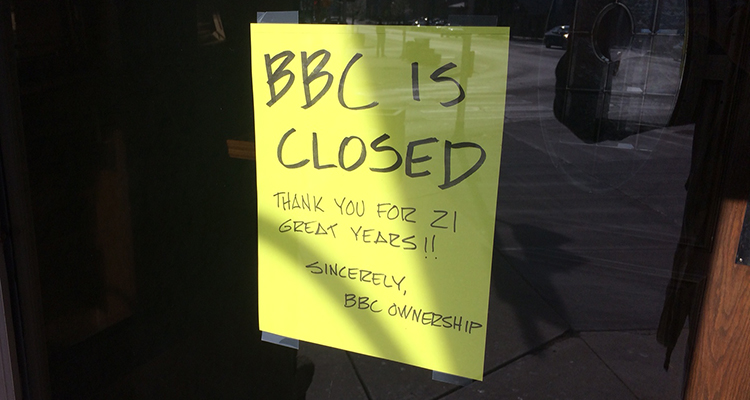 BBC IS
CLOSED
THANK YOU FOR 21
GREAT YEARS!!
SINCERELY,
BBC OWNERSHIP